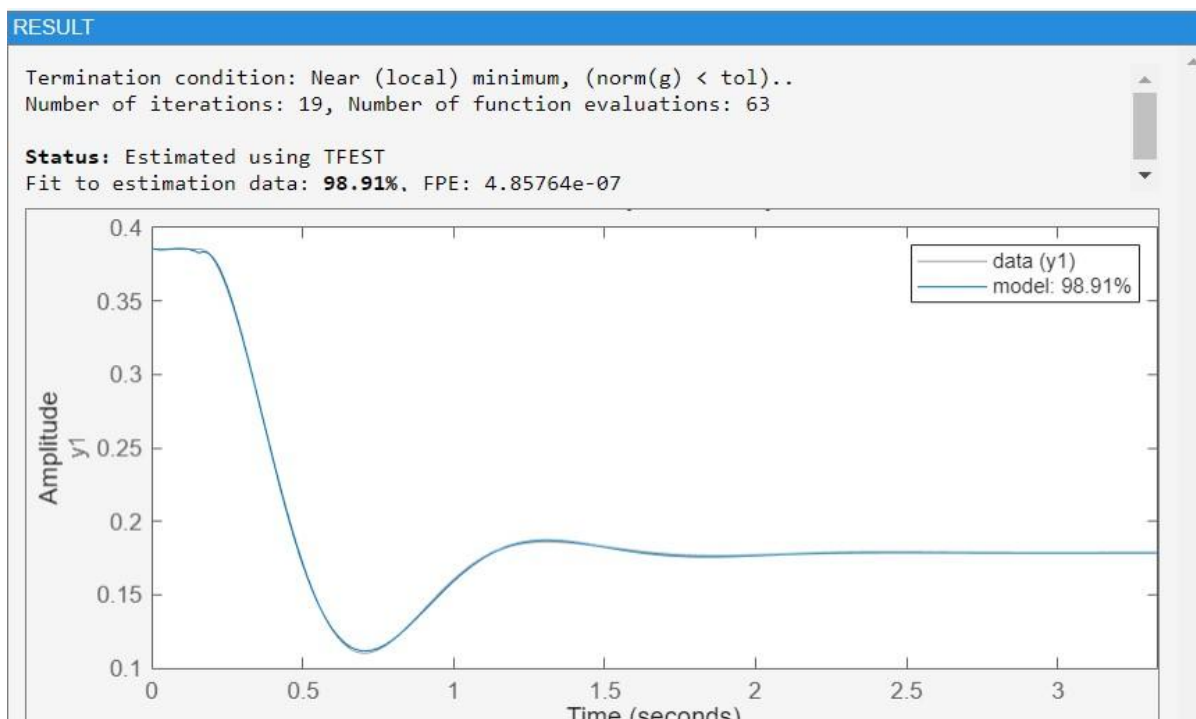 RESULT
Termination condition: Near (local) minimum, (norm(g) < tol)..
Number of iterations: 19, Number of function evaluations: 63
Status: Estimated using TFEST
Fit to estimation data: 98.91%, FPE: 4.85764e-07
0.4
0.35
0.3
0.25
0.2
0.15
0.1
Amplitude
y1
data (y1)
model: 98.91%
0 0.5 1 1.5 2 2.5 3
Time (seconds)